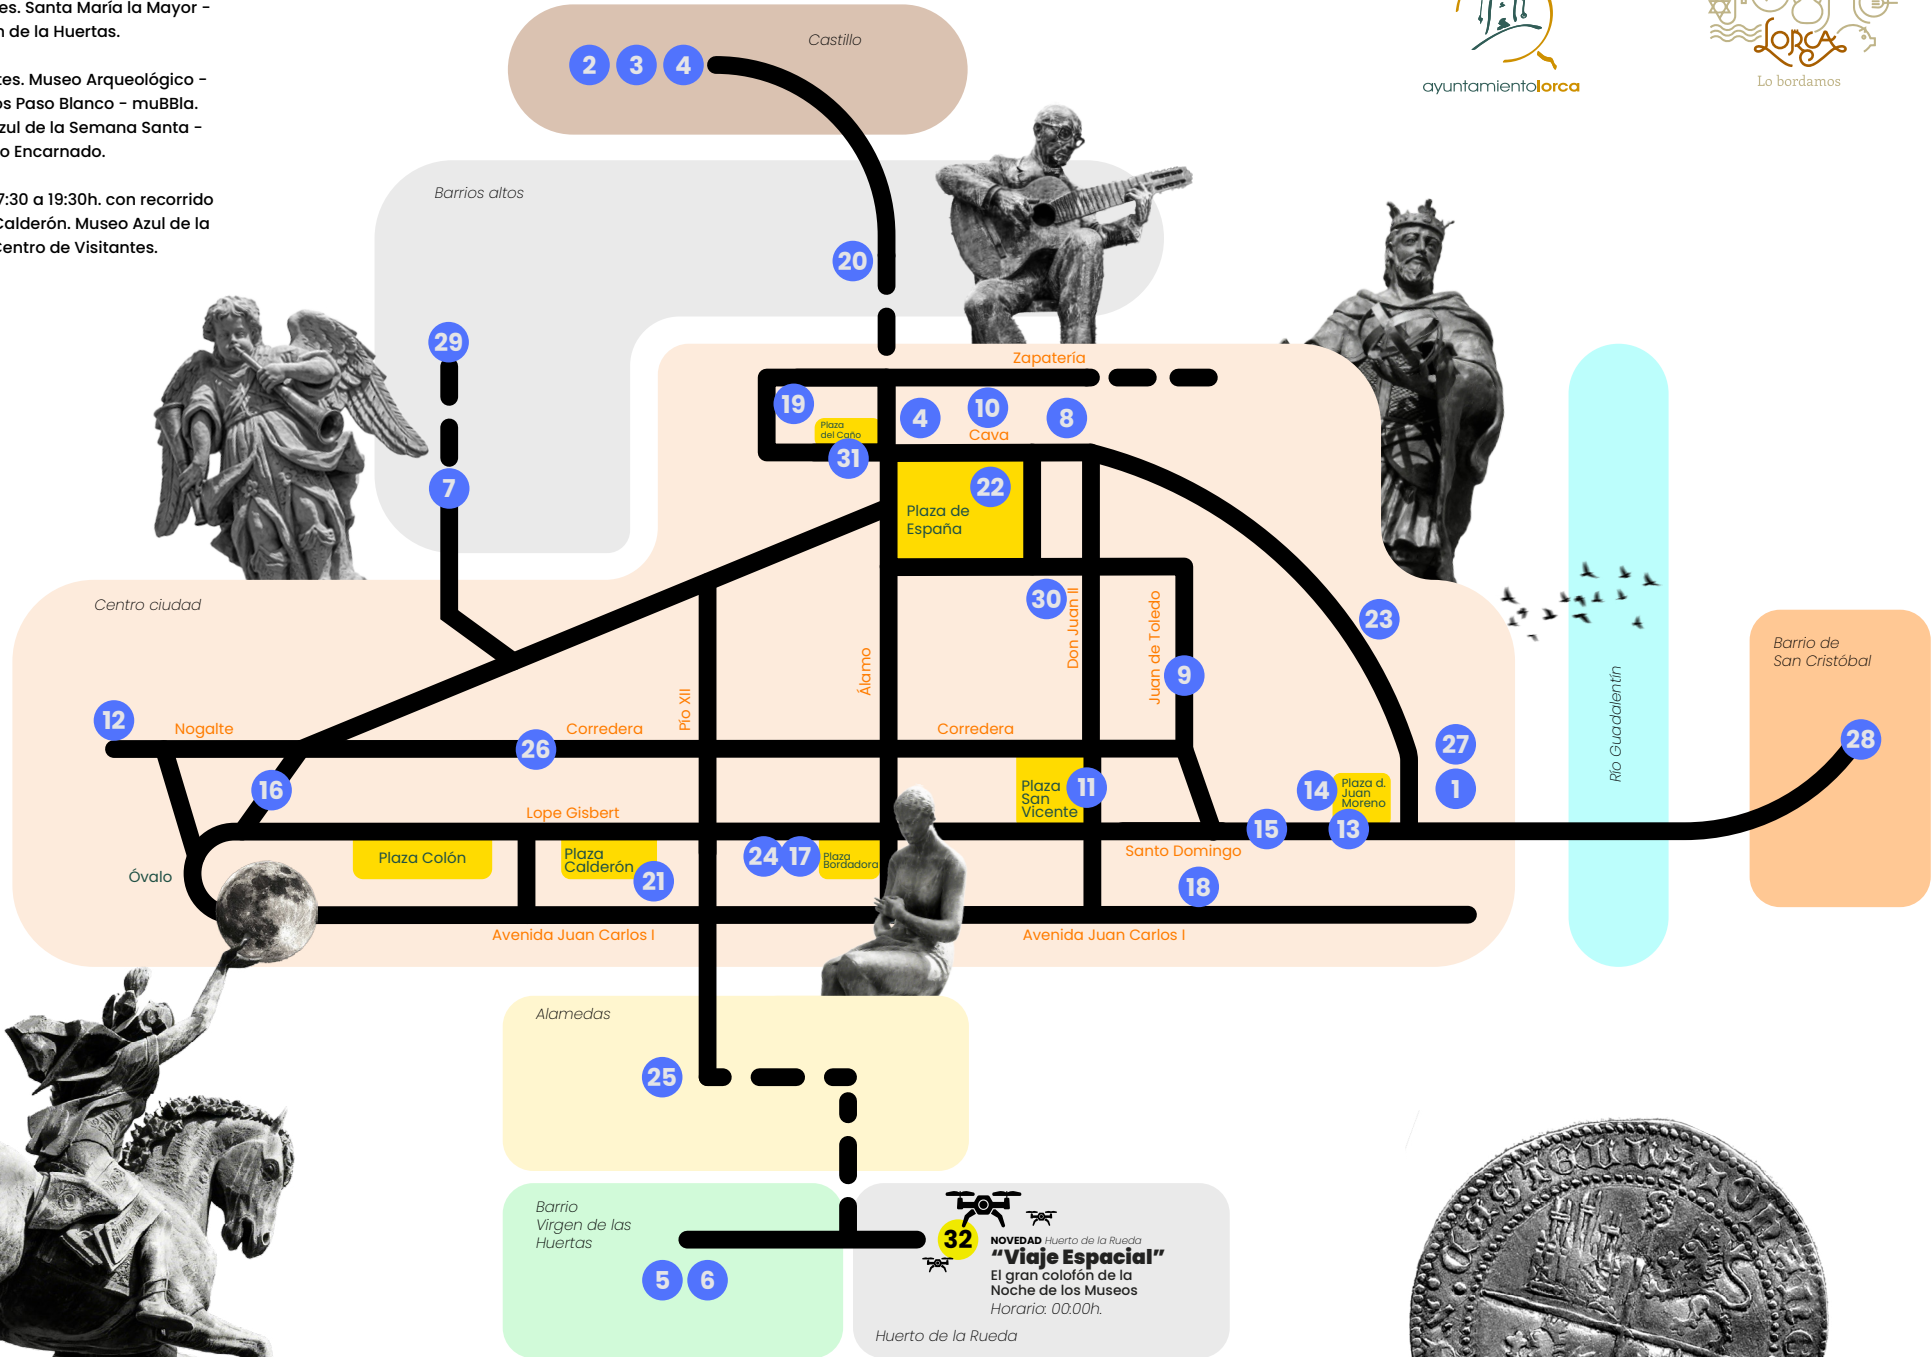 es. Santa María la Mayor -
n de la Huertas.
tes. Museo Arqueológico -
os Paso Blanco - muBBla.
zul de la Semana Santa -
o Encarnado.
7:30 a 19:30h. con recorrido
Calderón. Museo Azul de la
Centro de Visitantes.
ayuntamientolorca
LORCA
Lo bordamos
Castillo
2 3 4
Barrios altos
20
29
7
Zapatería
19
4
10
8
Plaza
del Caño
Cava
31
22
Plaza de
España
Centro ciudad
30
Don Juan II
Juan de Toledo
23
9
Álamo
Pío XII
12
Nogalte
Corredera
26
Corredera
27
16
Plaza
San
Vicente
11
14
Plaza d.
Juan
Moreno
1
Lope Gisbert
15
13
Río Guadalentín
Barrio de
San Cristóbal
28
Plaza Colón
Plaza
Calderón
21
24
17
Plaza
Bordadora
Santo Domingo
18
Óvalo
Avenida Juan Carlos I
Avenida Juan Carlos I
Alamedas
25
Barrio
Virgen de las
Huertas
5 6
32
NOVEDAD Huerto de la Rueda
“Viaje Espacial”
El gran colofón de la
Noche de los Museos
Horario: 00:00h.
Huerto de la Rueda